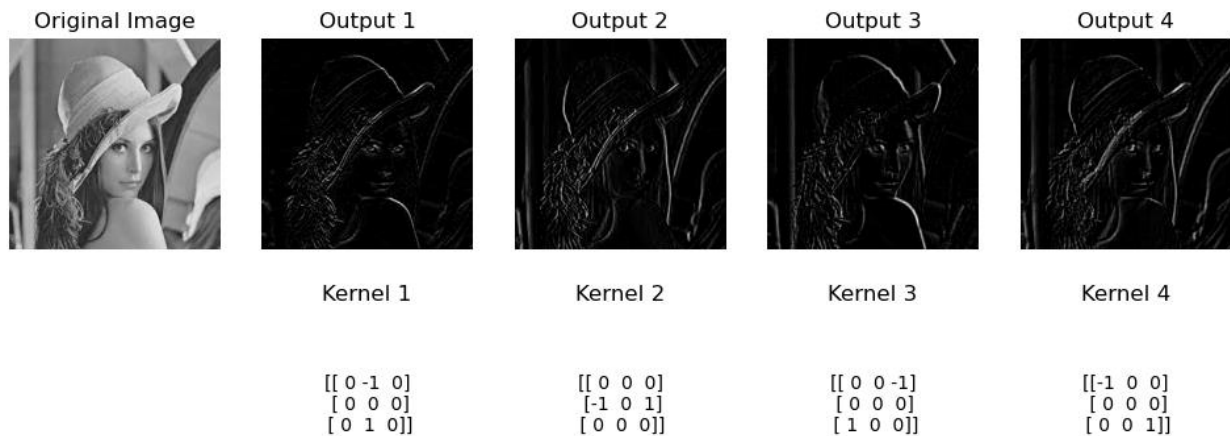 Original Image Output 1 Output 2 Output 3 Output 4
Kernel 1 Kernel 2 Kernel 3 Kernel 4
[[ 0 -1 0] [[ 0 0 0] [[ 0 0 -1] [[-1 0 0]
[ 0 0 0] [-1 0 1] [ 0 0 0] [ 0 0 0]
[ 0 1 0]] [ 0 0 0]] [ 1 0 0]] [ 0 0 1]]